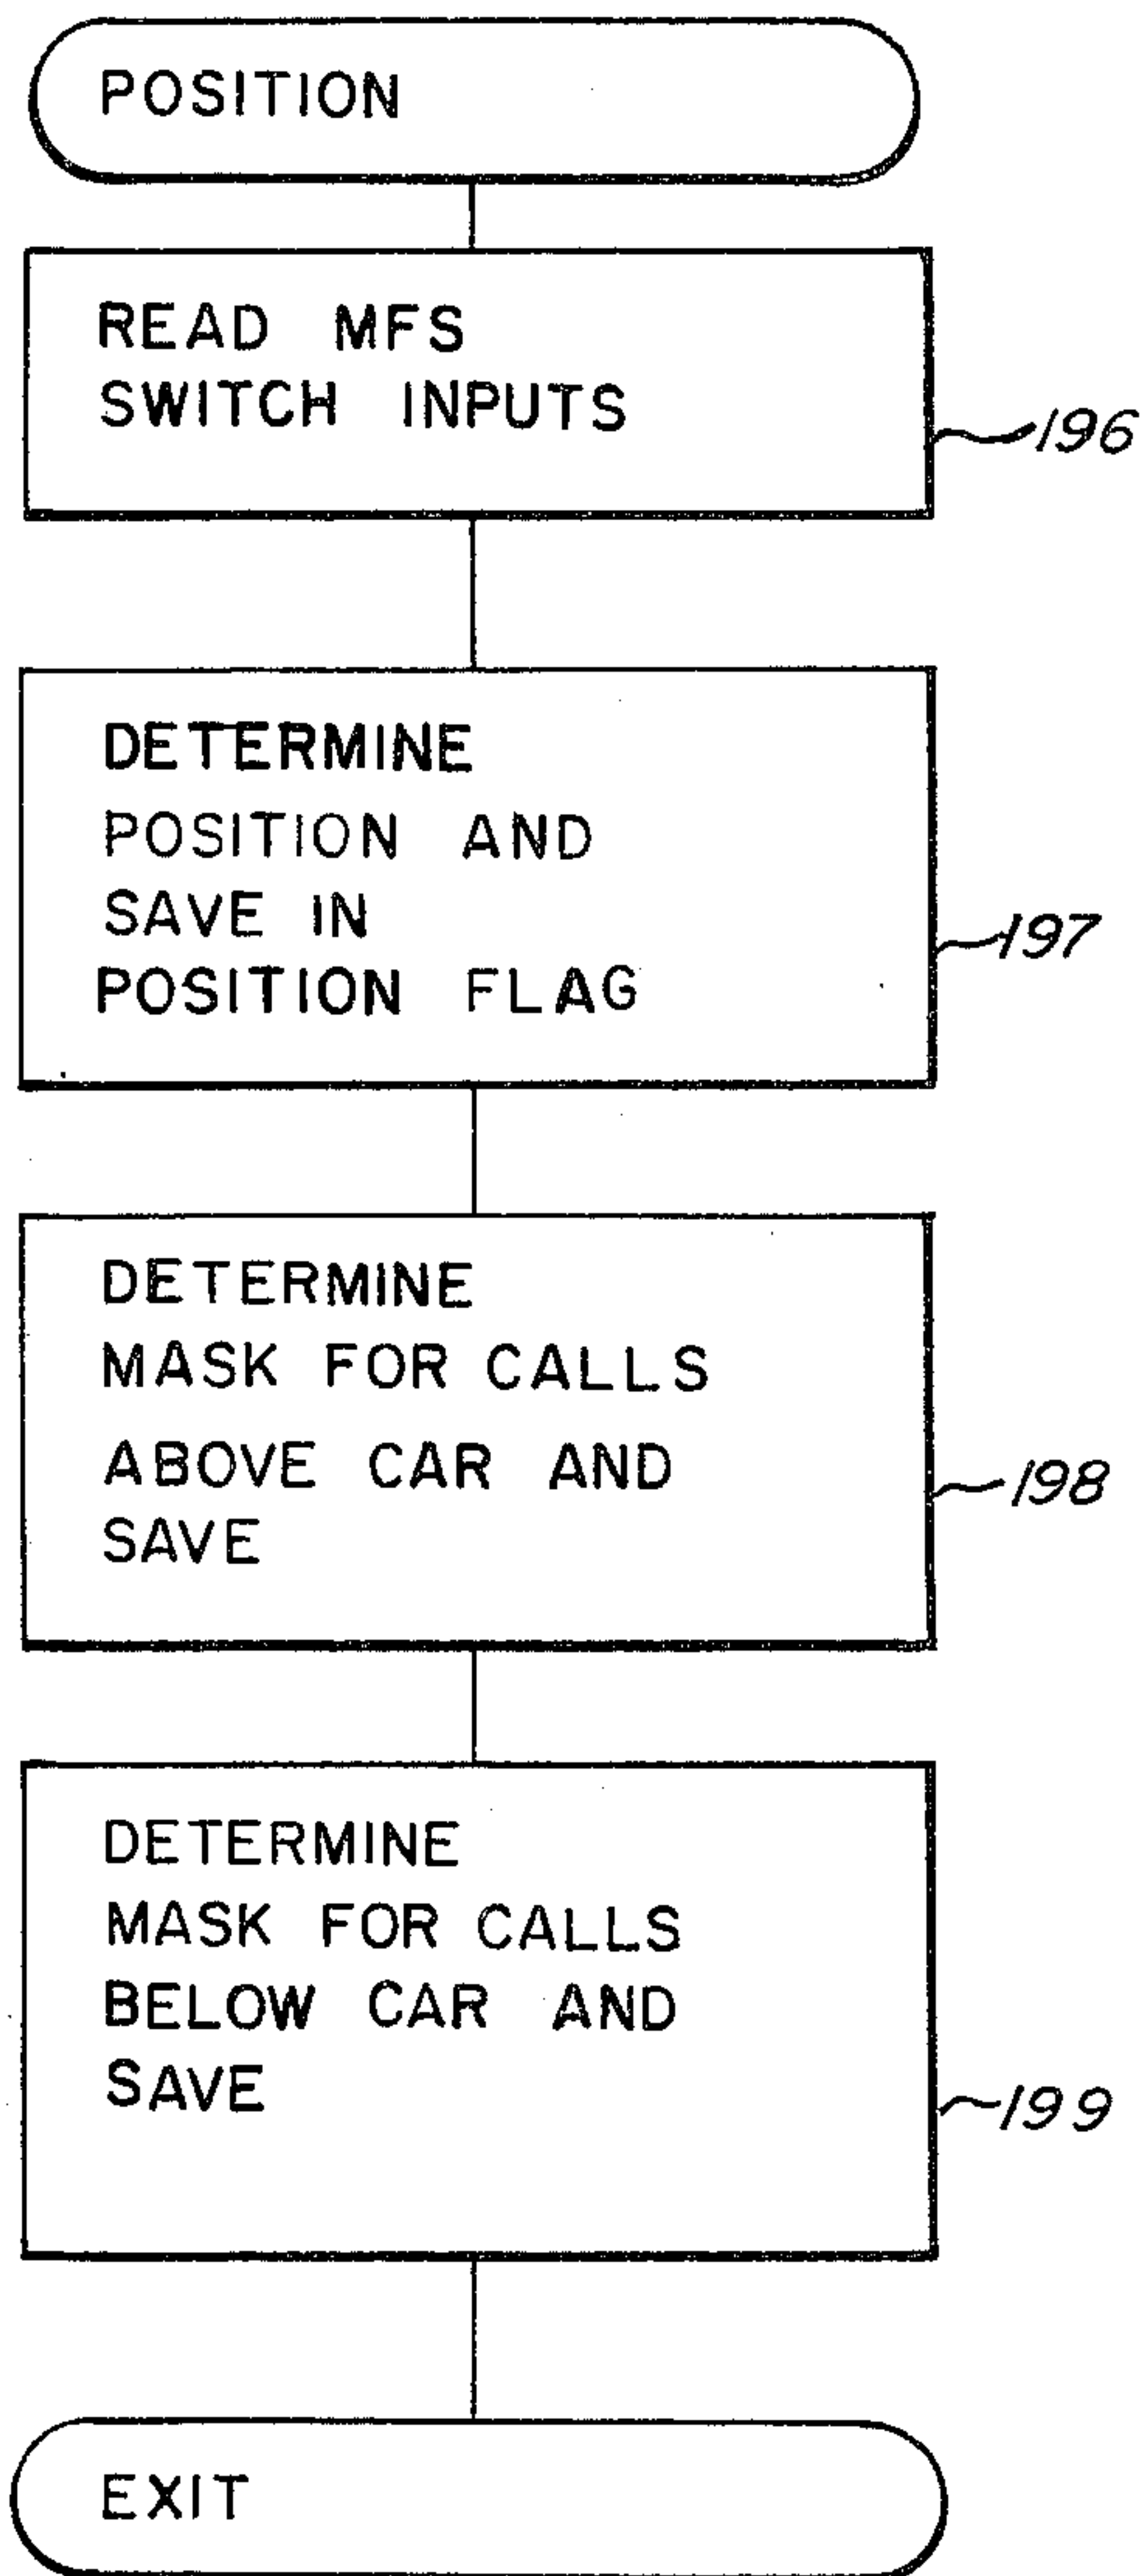 POSITION
READ MFS
SWITCH INPUTS
196
DETERMINE
POSITION AND
SAVE IN
POSITION FLAG
197
DETERMINE
MASK FOR CALLS
ABOVE CAR AND
SAVE
198
DETERMINE
MASK FOR CALLS
BELOW CAR AND
SAVE
199
EXIT